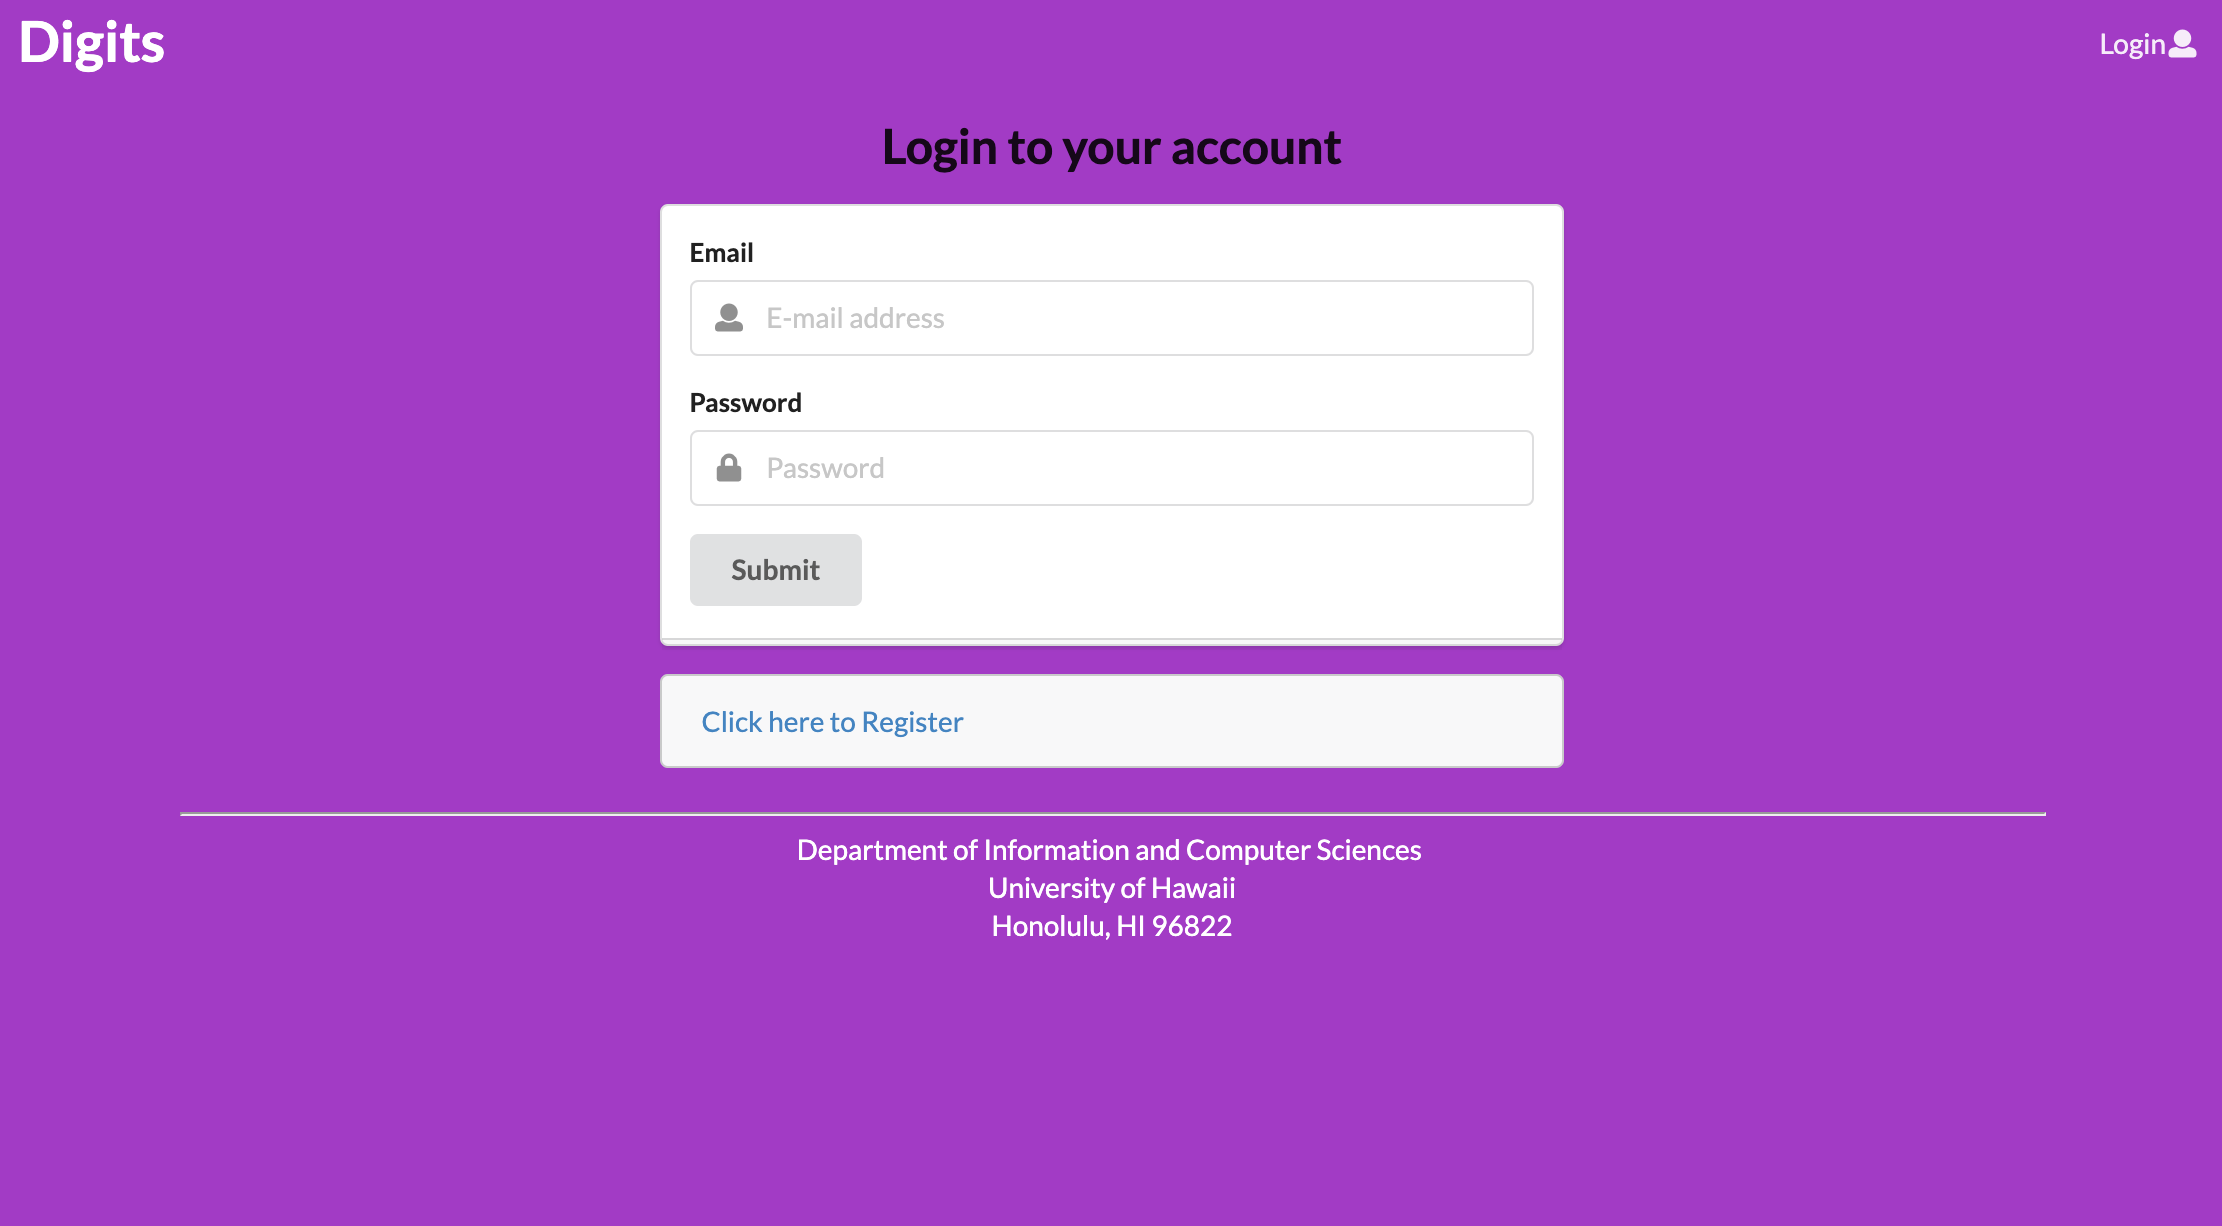 Digits
Login
Login to your account
Email
E-mail address
Password
Password
Submit
Click here to Register
Department of Information and Computer Sciences
University of Hawaii
Honolulu, HI 96822